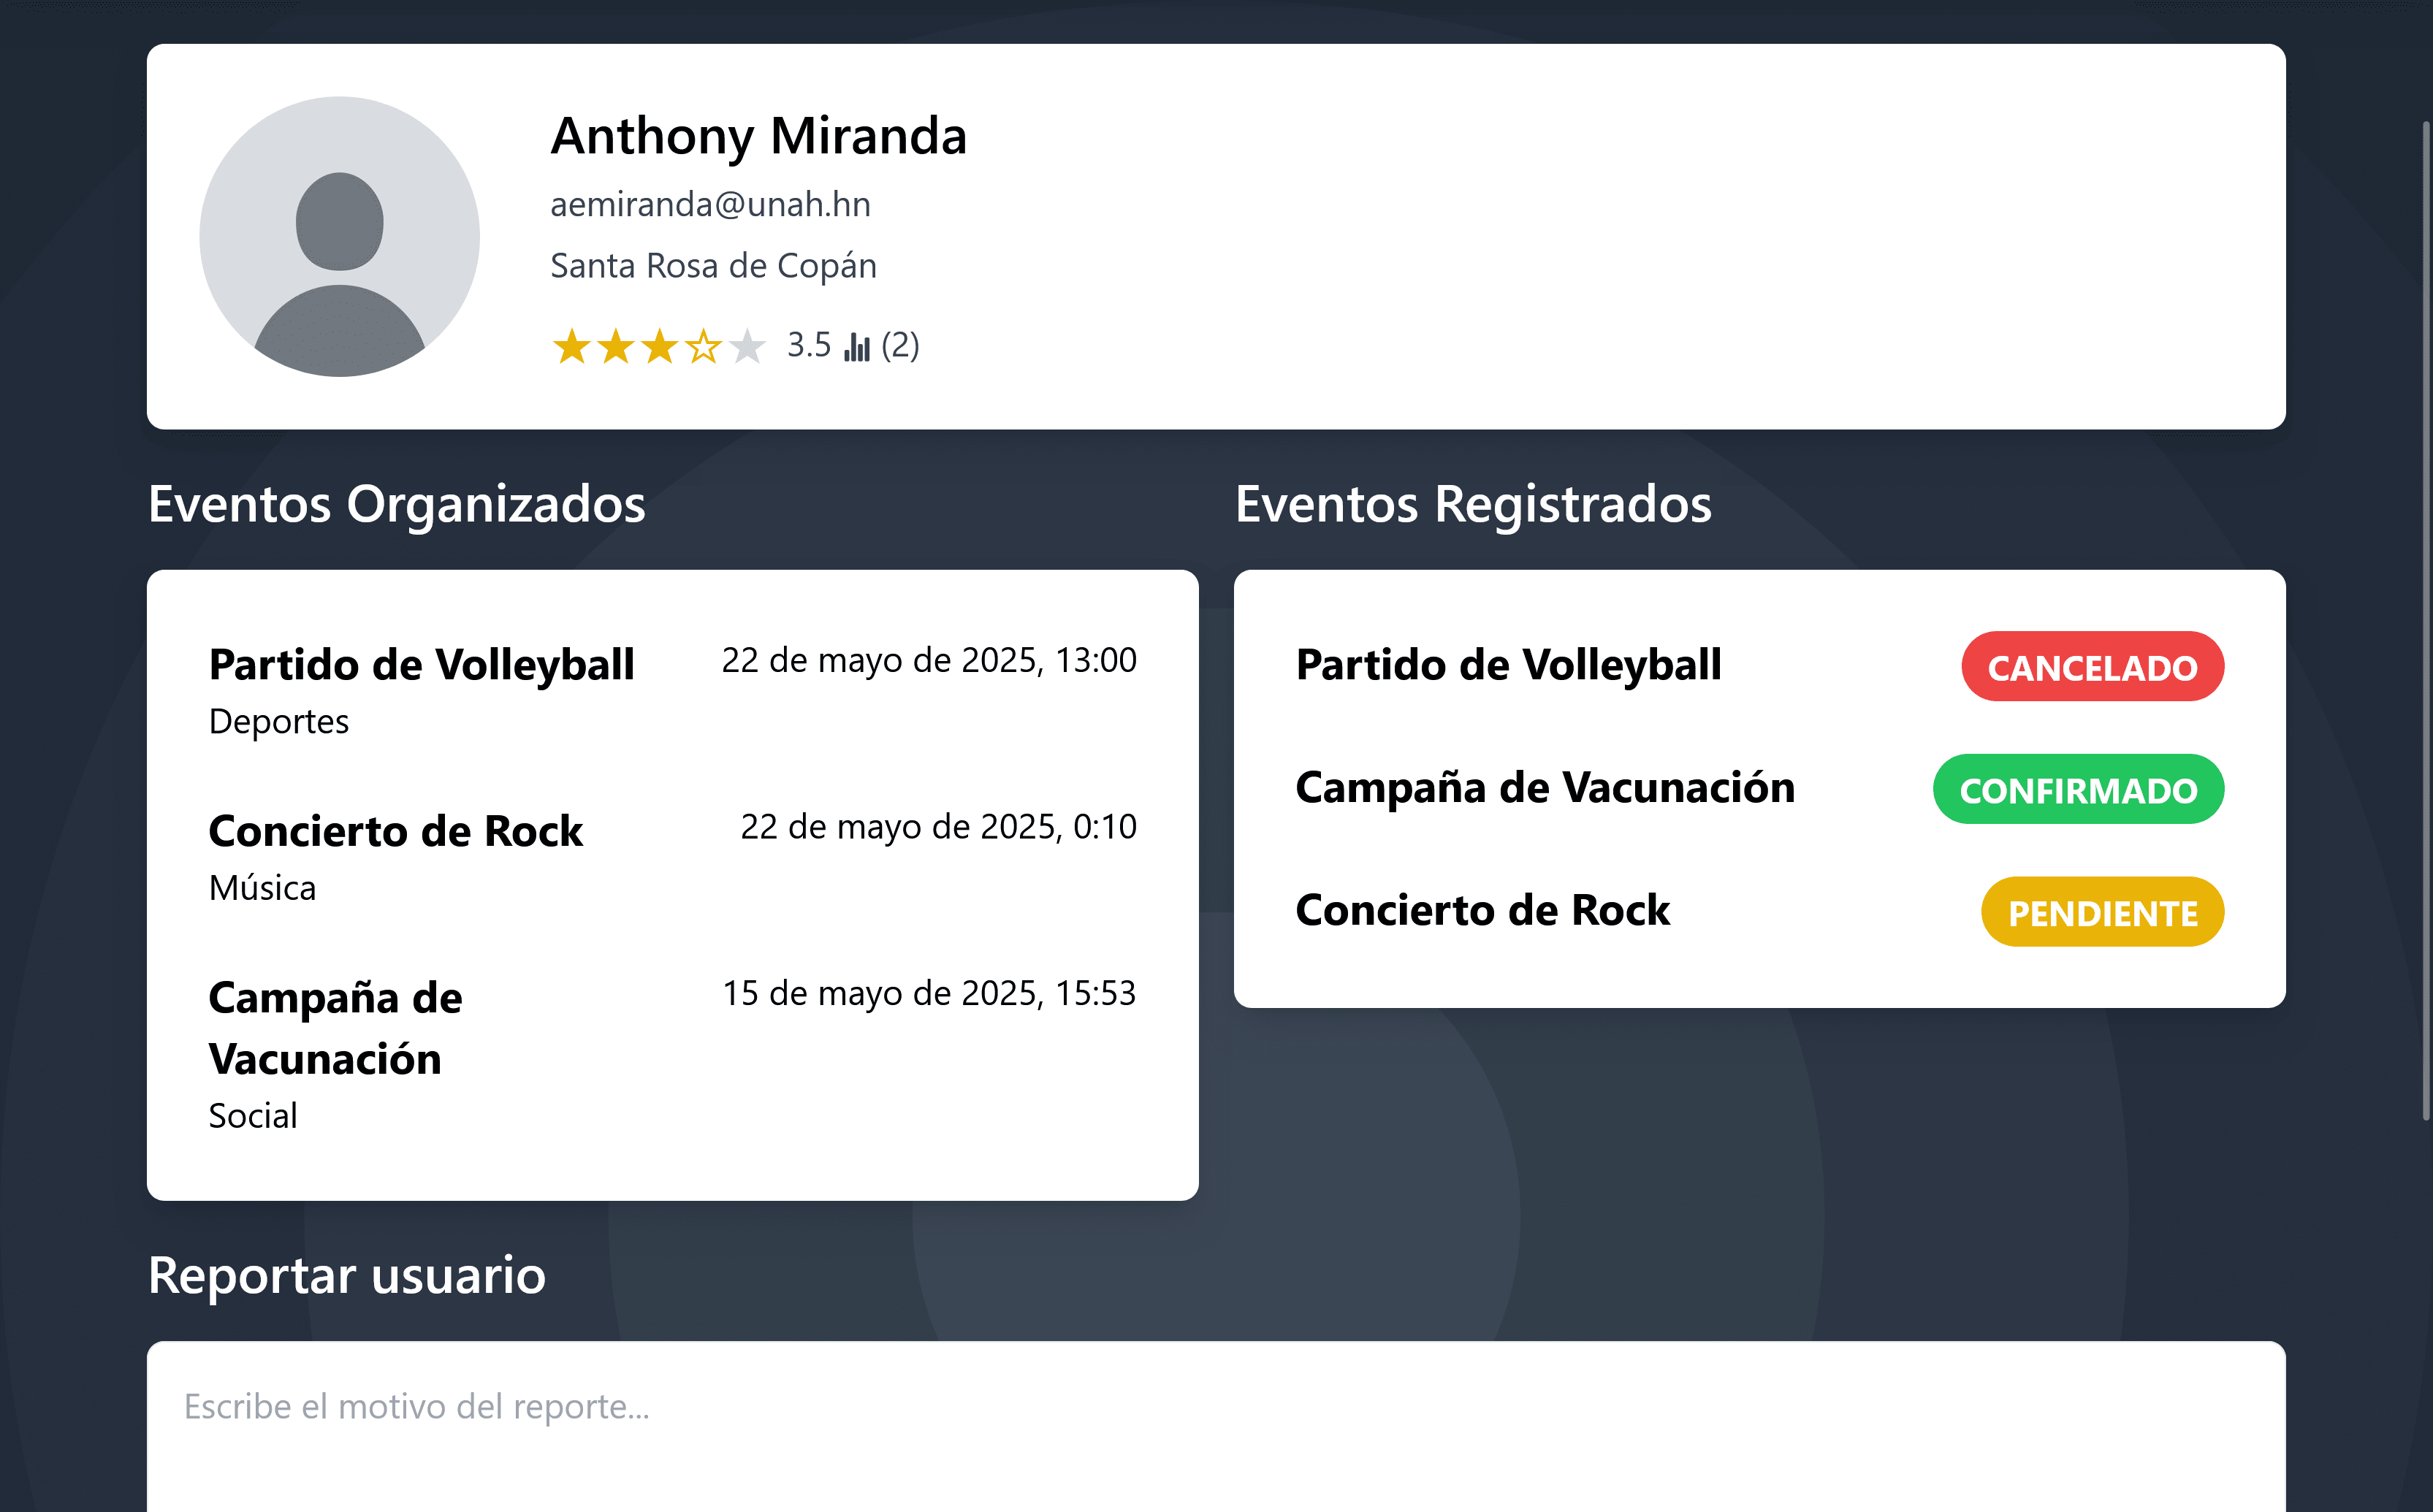 Anthony Miranda
aemiranda@unah.hn
Santa Rosa de Copán
3.5 (2)
Eventos Organizados
Partido de Volleyball
22 de mayo de 2025, 13:00
Deportes
Concierto de Rock
22 de mayo de 2025, 0:10
Música
Campaña de
Vacunación
15 de mayo de 2025, 15:53
Social
Eventos Registrados
Partido de Volleyball
CANCELADO
Campaña de Vacunación
CONFIRMADO
Concierto de Rock
PENDIENTE
Reportar usuario
Escribe el motivo del reporte...